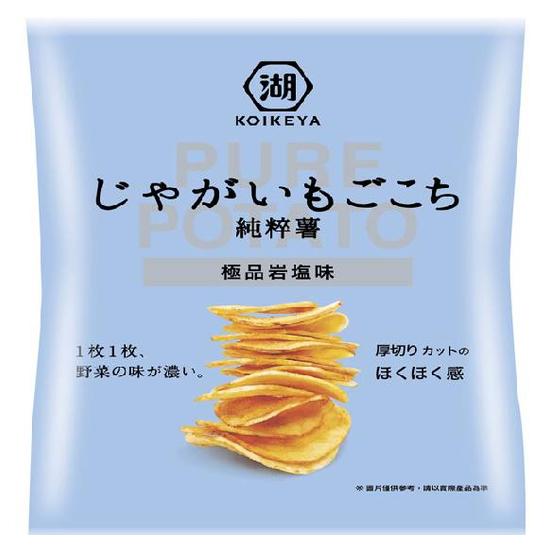 湖
KOIKEYA
PURE
じゃがいもごこち
POTATO
純粹薯
極品岩塩味
1枚1枚、
野菜の味が濃い。
厚切りカットの
ほくほく感
※ 圖片僅供參考,請以實際產品為準